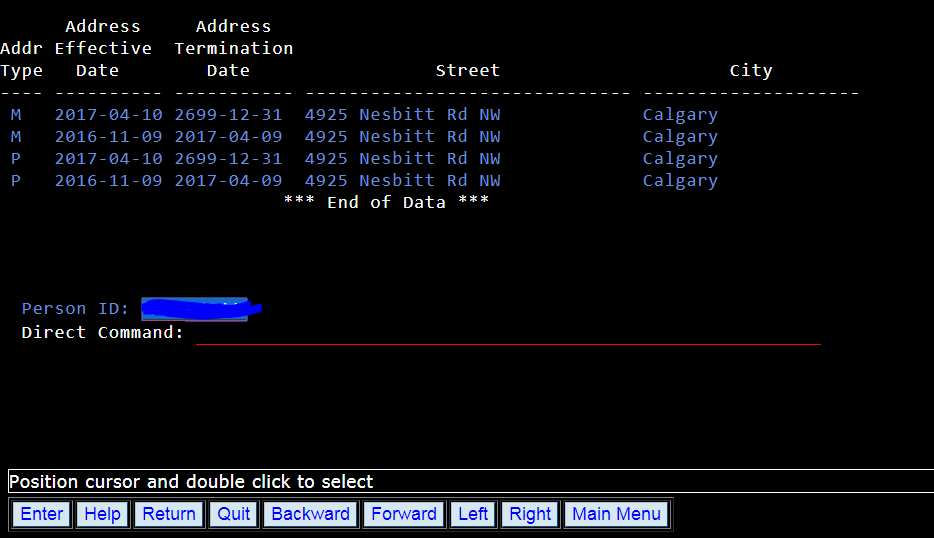 Address Address
Addr Effective Termination
Type Date Date Street City
---- ---------- ----------- ------------------------------ --------------------
M 2017-04-10 2699-12-31 4925 Nesbitt Rd NW Calgary
M 2016-11-09 2017-04-09 4925 Nesbitt Rd NW Calgary
P 2017-04-10 2699-12-31 4925 Nesbitt Rd NW Calgary
P 2016-11-09 2017-04-09 4925 Nesbitt Rd NW Calgary
*** End of Data ***
Person ID:
Direct Command:
Position cursor and double click to select
Enter Help Return Quit Backward Forward Left Right Main Menu